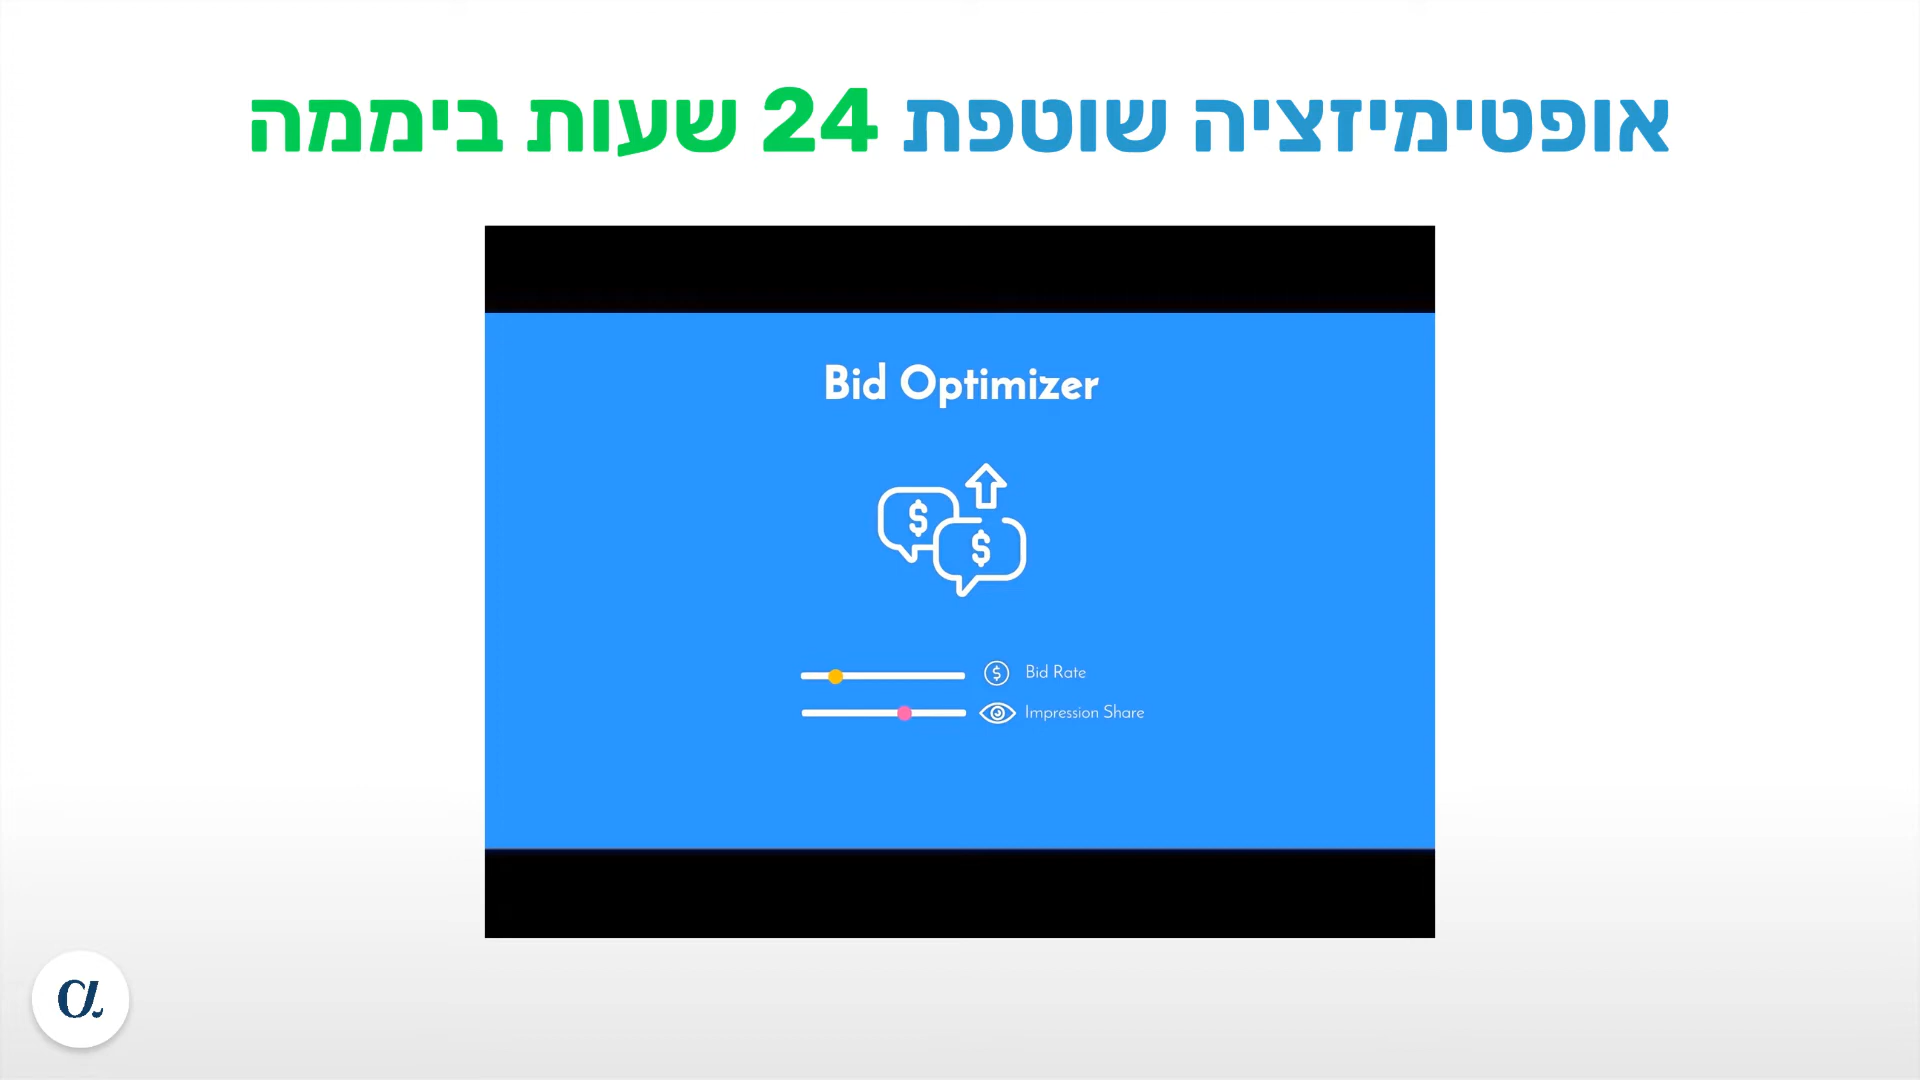 אופטימיזציה שוטפת 24 שעות ביממה
Bid Optimizer
$
$
$ Bid Rate
Impression Share
α